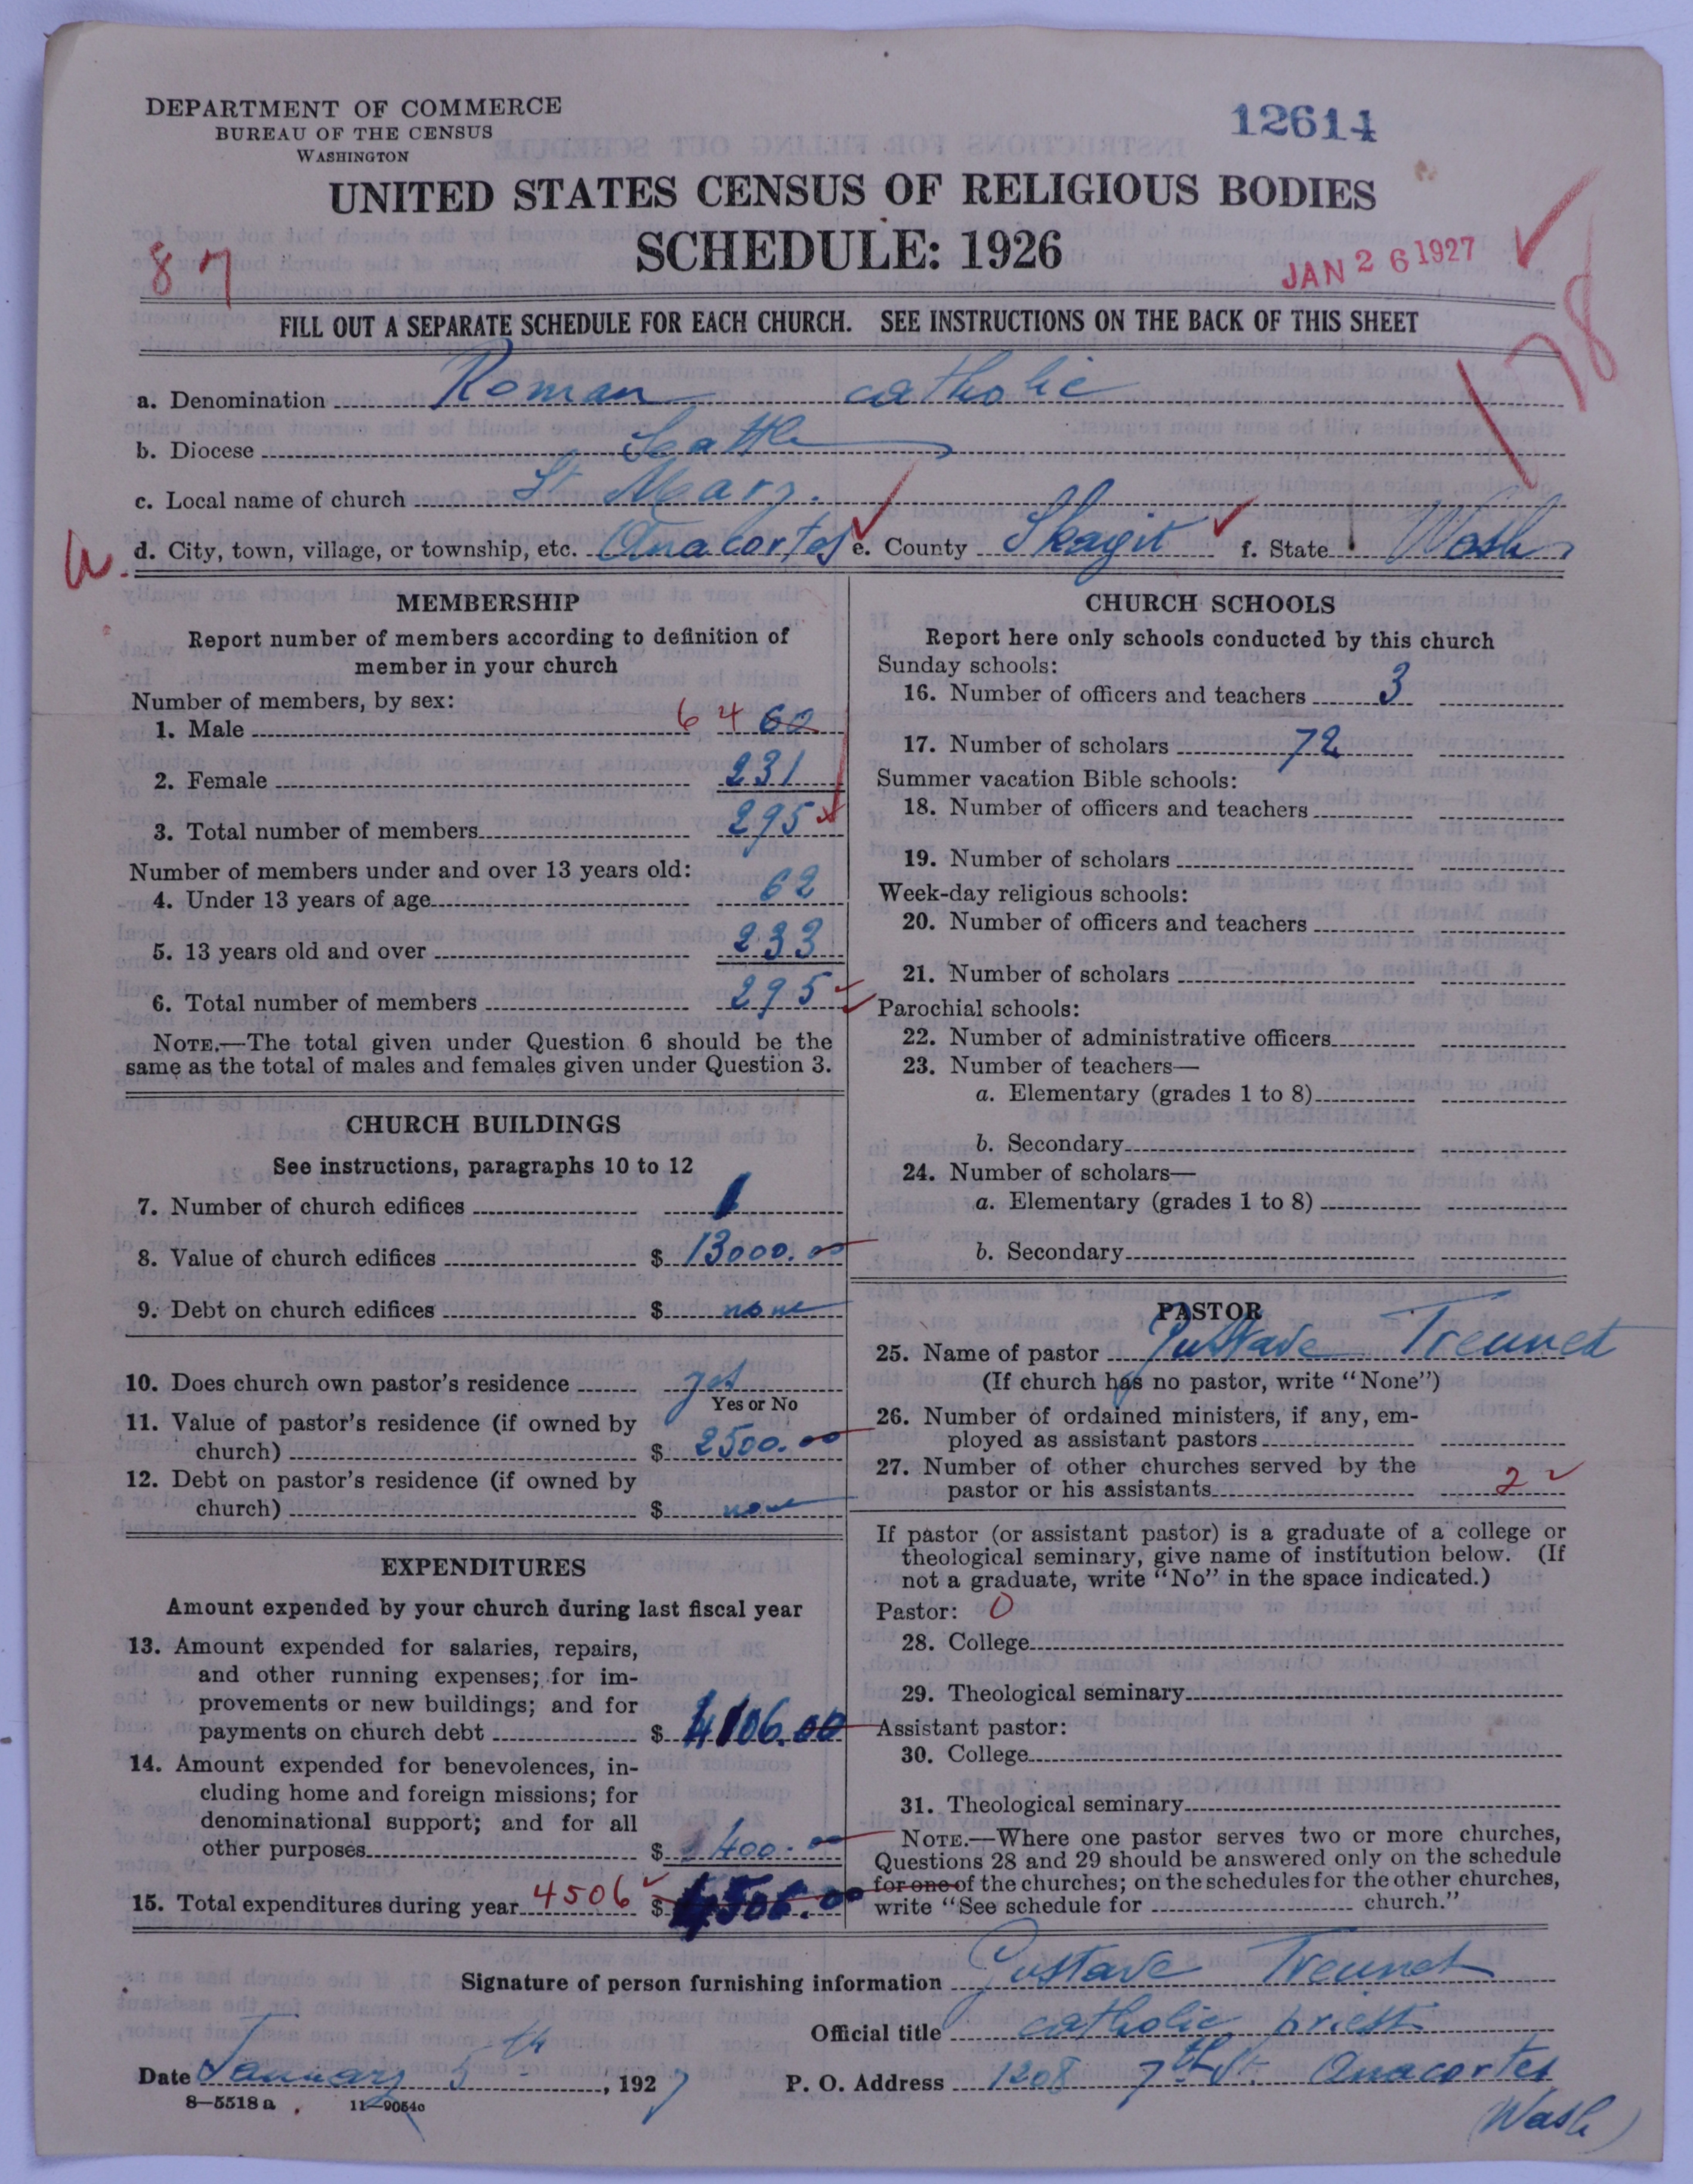 DEPARTMENT OF COMMERCE
BUREAU OF THE CENSUS
WASHINGTON
12614
UNITED STATES CENSUS OF RELIGIOUS BODIES
SCHEDULE: 1926
87
JAN 26 1927
178
FILL OUT A SEPARATE SCHEDULE FOR EACH CHURCH. SEE INSTRUCTIONS ON THE BACK OF THIS SHEET
a. Denomination Roman catholic
b. Diocese Seattle
c. Local name of church St Mary.
d. City, town, village, or township, etc. Anacortes e. County Skagit f. State Wash
MEMBERSHIP
Report number of members according to definition of
member in your church
Number of members, by sex:
1. Male 64 60
2. Female 231
3. Total number of members 295
Number of members under and over 13 years old:
4. Under 13 years of age 62
5. 13 years old and over 233
6. Total number of members 295
NOTE.—The total given under Question 6 should be the
same as the total of males and females given under Question 3.
CHURCH BUILDINGS
See instructions, paragraphs 10 to 12
7. Number of church edifices 1
8. Value of church edifices $ 13000.00
9. Debt on church edifices $ none
10. Does church own pastor's residence yes
Yes or No
11. Value of pastor's residence (if owned by
church) $ 2500.00
12. Debt on pastor's residence (if owned by
church) $ none
EXPENDITURES
Amount expended by your church during last fiscal year
13. Amount expended for salaries, repairs,
and other running expenses; for im-
provements or new buildings; and for
payments on church debt $ 4106.00
14. Amount expended for benevolences, in-
cluding home and foreign missions; for
denominational support; and for all
other purposes $ 400.00
15. Total expenditures during year 4506 $ 4506.00
CHURCH SCHOOLS
Report here only schools conducted by this church
Sunday schools:
16. Number of officers and teachers 3
17. Number of scholars 72
Summer vacation Bible schools:
18. Number of officers and teachers
19. Number of scholars
Week-day religious schools:
20. Number of officers and teachers
21. Number of scholars
Parochial schools:
22. Number of administrative officers
23. Number of teachers—
a. Elementary (grades 1 to 8)
b. Secondary
24. Number of scholars—
a. Elementary (grades 1 to 8)
b. Secondary
PASTOR
25. Name of pastor Gustave Treunet
(If church has no pastor, write "None")
26. Number of ordained ministers, if any, em-
ployed as assistant pastors
27. Number of other churches served by the
pastor or his assistants 2
If pastor (or assistant pastor) is a graduate of a college or
theological seminary, give name of institution below. (If
not a graduate, write "No" in the space indicated.)
Pastor: 0
28. College
29. Theological seminary
Assistant pastor:
30. College
31. Theological seminary
NOTE.—Where one pastor serves two or more churches,
Questions 28 and 29 should be answered only on the schedule
for one of the churches; on the schedules for the other churches,
write "See schedule for church."
Signature of person furnishing information Gustave Treunet
Official title catholic priest
Date January 5th, 1927 P. O. Address 1208 7th St. Anacortes
Wash
8—5518a 11—9054c